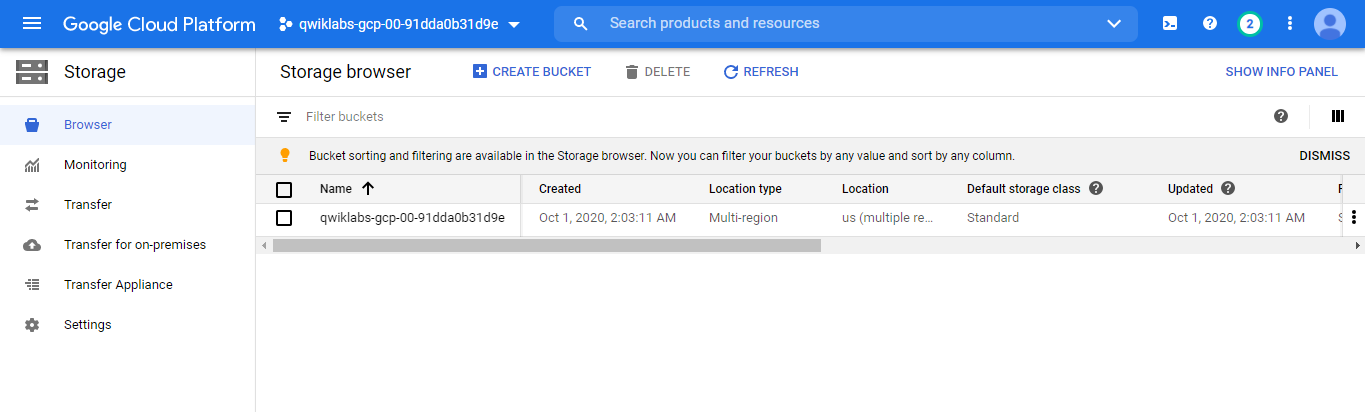 Google Cloud Platform qwiklabs-gcp-00-91dda0b31d9e Search products and resources 2
Storage
Storage browser CREATE BUCKET DELETE REFRESH SHOW INFO PANEL
Browser
Monitoring
Transfer
Transfer for on-premises
Transfer Appliance
Settings
Filter buckets
Bucket sorting and filtering are available in the Storage browser. Now you can filter your buckets by any value and sort by any column. DISMISS
Name Created Location type Location Default storage class Updated
qwiklabs-gcp-00-91dda0b31d9e Oct 1, 2020, 2:03:11 AM Multi-region us (multiple re... Standard Oct 1, 2020, 2:03:11 AM